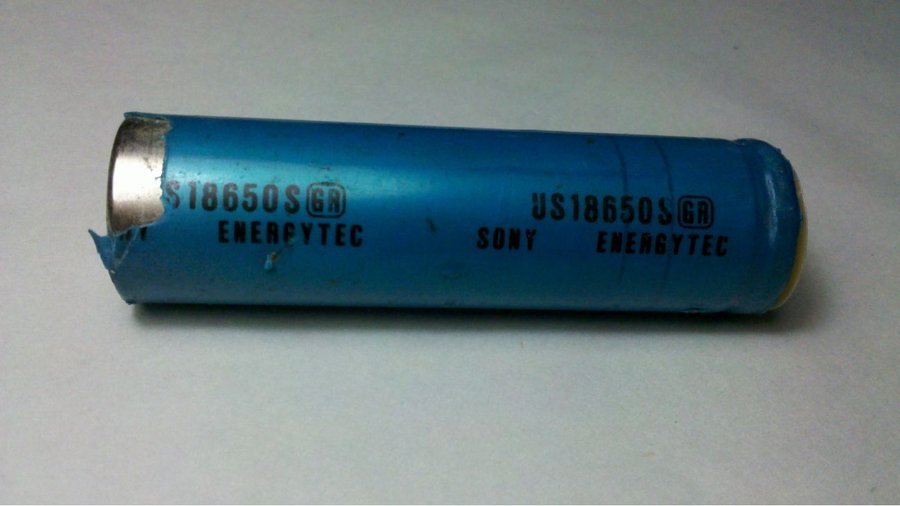 S18650S GR US18650S GR
Y ENERGYTEC SONY ENERGYTEC